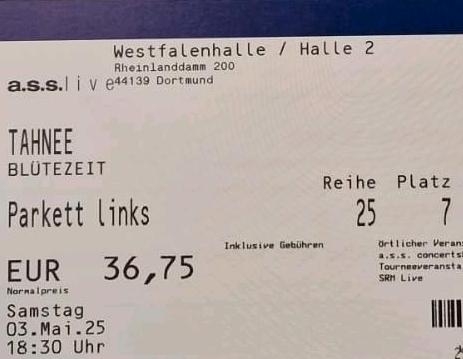 Westfalenhalle / Halle 2
Rheinlanddamm 200
a.s.s.live 44139 Dortmund
TAHNEE
BLÜTEZEIT
Reihe Platz
Parkett links 25 7
Inklusive Gebühren
örtlicher Veran
a.s.s. concerts
EUR 36,75
Tourneeveransta
Normalpreis
SRM Live
Samstag
03.Mai.25
18:30 Uhr